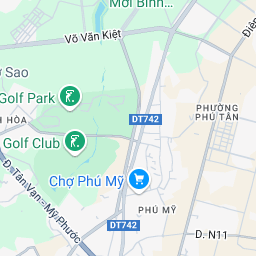 Mới Bình...
Võ Văn Kiệt
ơ Sao
DT742
Golf Park
PHƯỜNG
PHÚ TÂN
Điện
HÒA
Golf Club
Chợ Phú Mỹ
Đ. Tân Vạn - Mỹ Phước
PHÚ MỸ
DT742
D. N11